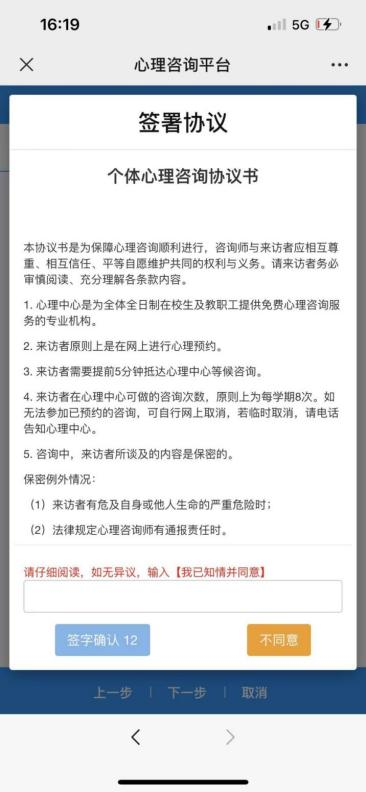 16:19
5G
心理咨询平台
签署协议
个体心理咨询协议书
本协议书是为保障心理咨询顺利进行，咨询师与来访者应相互尊
重、相互信任、平等自愿维护共同的权利与义务。请来访者务必
审慎阅读、充分理解各条款内容。
1. 心理中心是为全体全日制在校生及教职工提供免费心理咨询服
务的专业机构。
2. 来访者原则上是在网上进行心理预约。
3. 来访者需要提前5分钟抵达心理中心等候咨询。
4. 来访者在心理中心可做的咨询次数，原则上为每学期8次。如
无法参加已预约的咨询，可自行网上取消，若临时取消，请电话
告知心理中心。
5. 咨询中，来访者所谈及的内容是保密的。
保密例外情况：
（1）来访者有危及自身或他人生命的严重危险时；
（2）法律规定心理咨询师有通报责任时。
请仔细阅读，如无异议，输入【我已知情并同意】
签字确认 12
不同意
上一步 | 下一步 | 取消